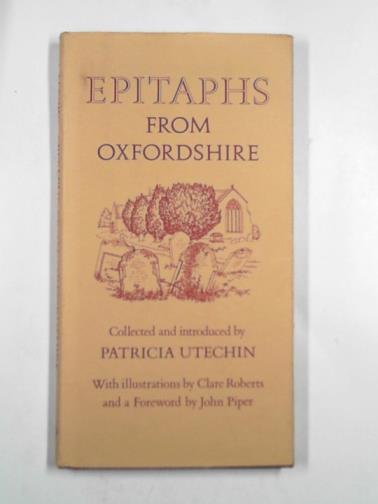 EPITAPHS
FROM
OXFORDSHIRE
Collected and introduced by
PATRICIA UTECHIN
With illustrations by Clare Roberts
and a Foreword by John Piper